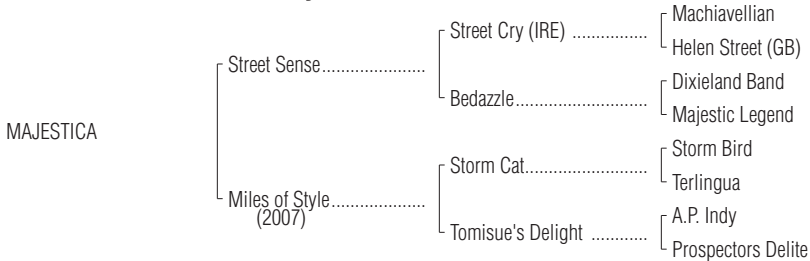 Machiavellian
Street Cry (IRE) ................
Helen Street (GB)
Street Sense......................
Dixieland Band
Bedazzle............................
Majestic Legend
MAJESTICA
Storm Bird
Storm Cat..........................
Terlingua
Miles of Style....................
(2007)
A.P. Indy
Tomisue's Delight ............
Prospectors Delite